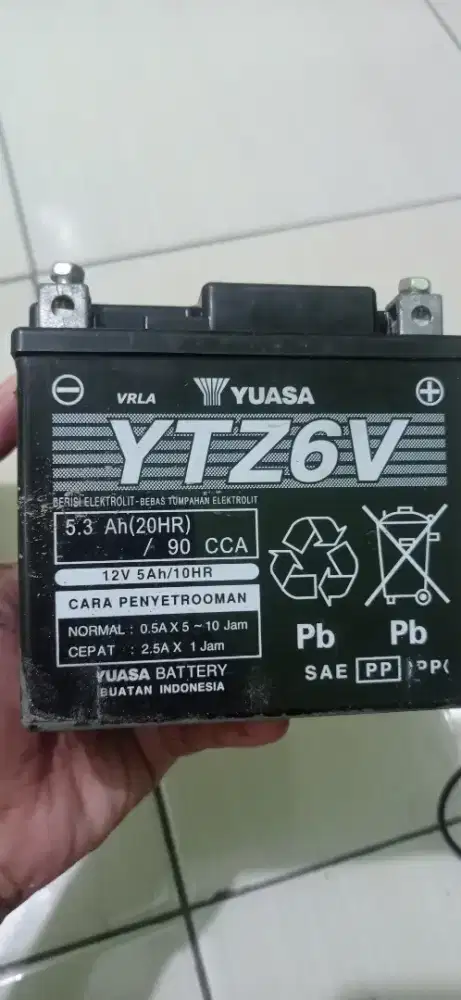 VRLA YUASA
YTZ6V
BERISI ELEKTROLIT-BEBAS TUMPAHAN ELEKTROLIT
5.3 Ah(20HR)
/ 90 CCA
12V 5Ah/10HR
CARA PENYETROOMAN
NORMAL : 0.5A X 5 ~ 10 Jam
CEPAT : 2.5A X 1 Jam
YUASA BATTERY
BUATAN INDONESIA
Pb Pb
SAE PP